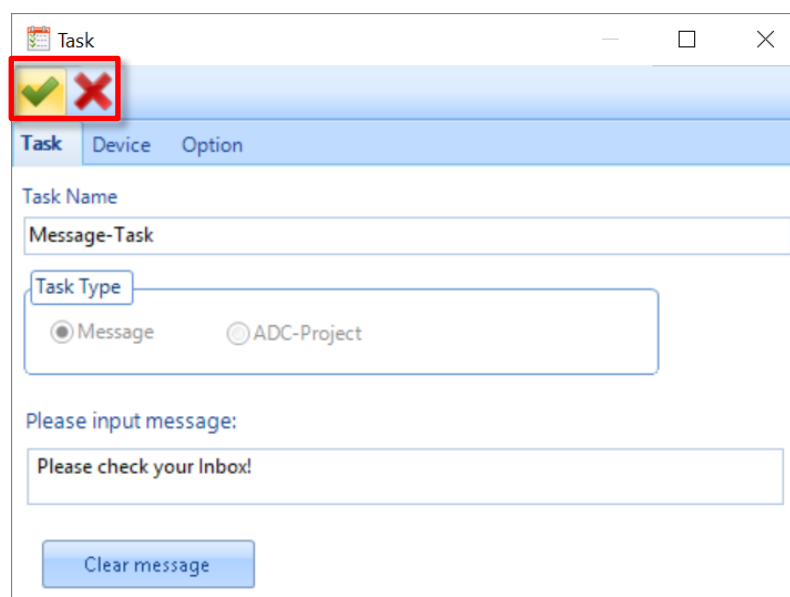 Task
Task Device Option
Task Name
Message-Task
Task Type
Message ADC-Project
Please input message:
Please check your Inbox!
Clear message